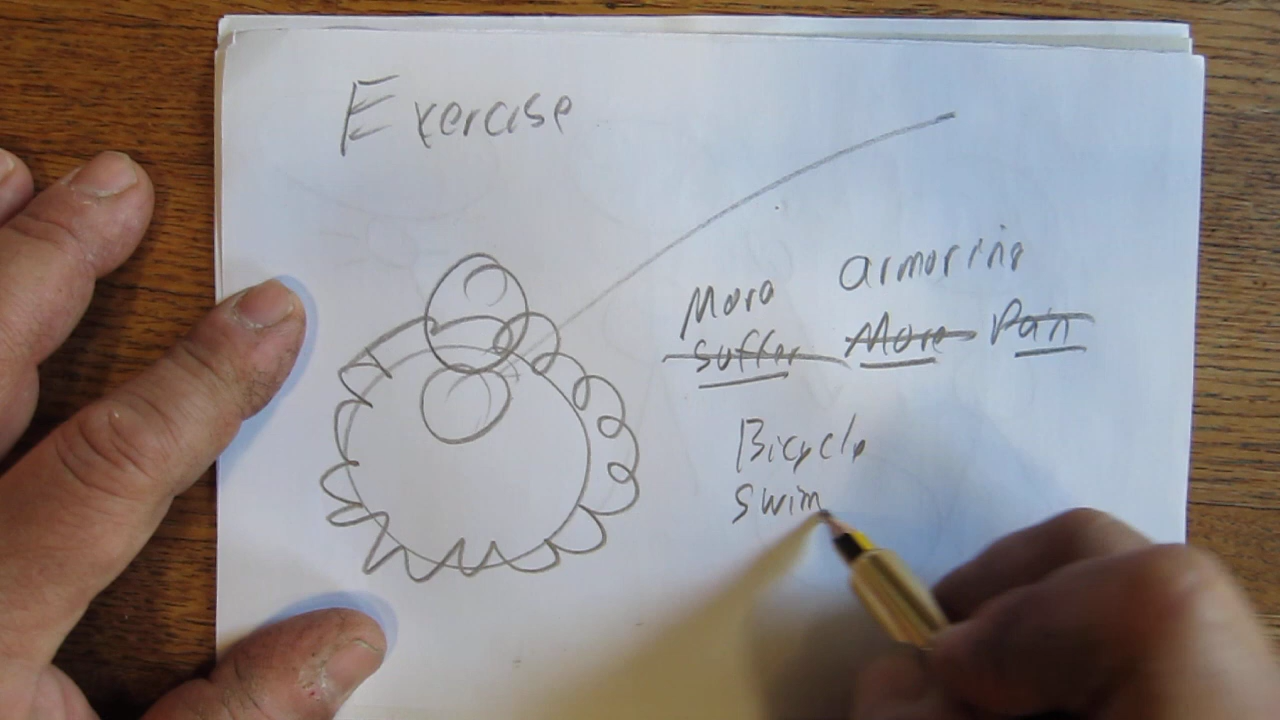 Exercise
More armoring
suffer More Pain
Bicycle
Swim